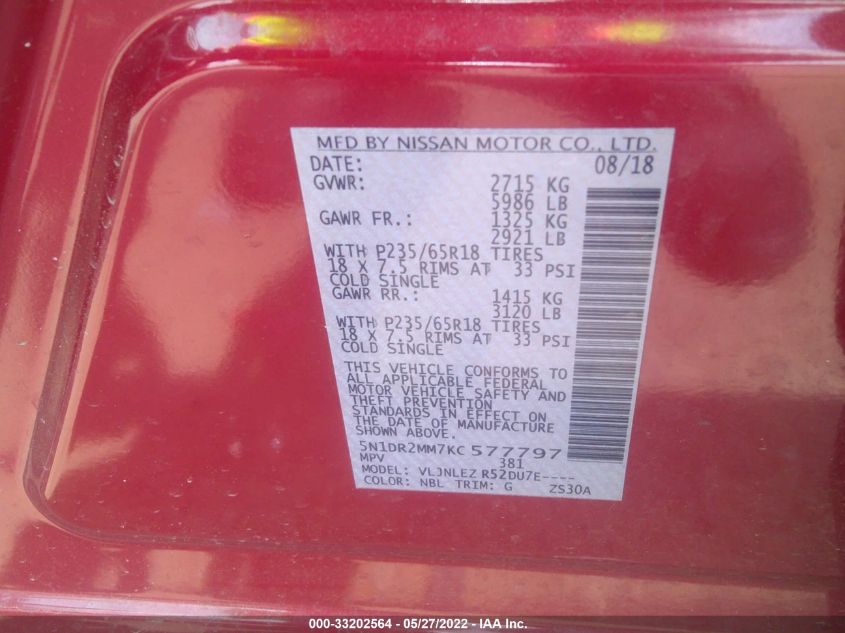 MFD BY NISSAN MOTOR CO., LTD.
DATE: 08/18
GVWR: 2715 KG
5986 LB
GAWR FR.: 1325 KG
2921 LB
WITH P235/65R18 TIRES
18 X 7.5 RIMS AT 33 PSI
COLD SINGLE
GAWR RR.: 1415 KG
3120 LB
WITH P235/65R18 TIRES
18 X 7.5 RIMS AT 33 PSI
COLD SINGLE
THIS VEHICLE CONFORMS TO
ALL APPLICABLE FEDERAL
MOTOR VEHICLE SAFETY AND
THEFT PREVENTION
STANDARDS IN EFFECT ON
THE DATE OF MANUFACTURE
SHOWN ABOVE.
5N1DR2MM7KC 577797
MPV 381
MODEL: VLJNLEZ R52DU7E----
COLOR: NBL TRIM: G ZS30A
000-33202564 - 05/27/2022 - IAA Inc.